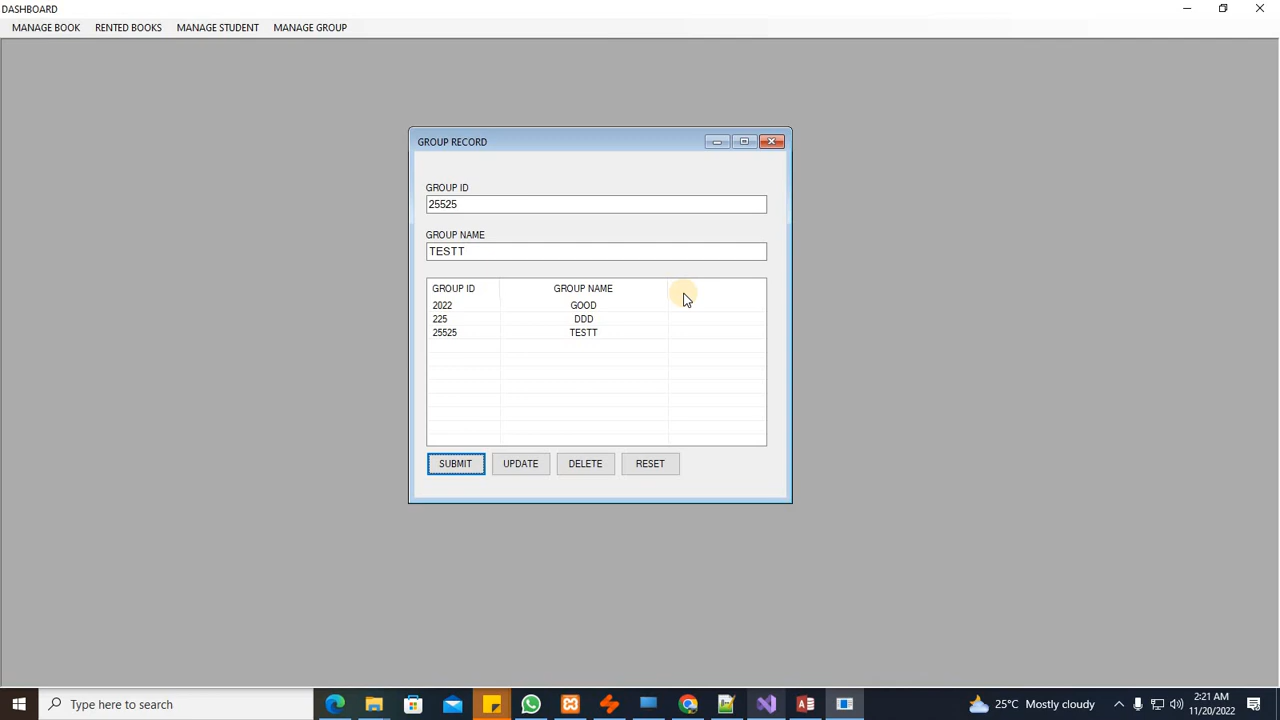 DASHBOARD
MANAGE BOOK RENTED BOOKS MANAGE STUDENT MANAGE GROUP
GROUP RECORD
GROUP ID
25525
GROUP NAME
TESTT
GROUP ID GROUP NAME
2022 GOOD
225 DDD
25525 TESTT
SUBMIT UPDATE DELETE RESET
Type here to search
25°C Mostly cloudy
2:21 AM
11/20/2022